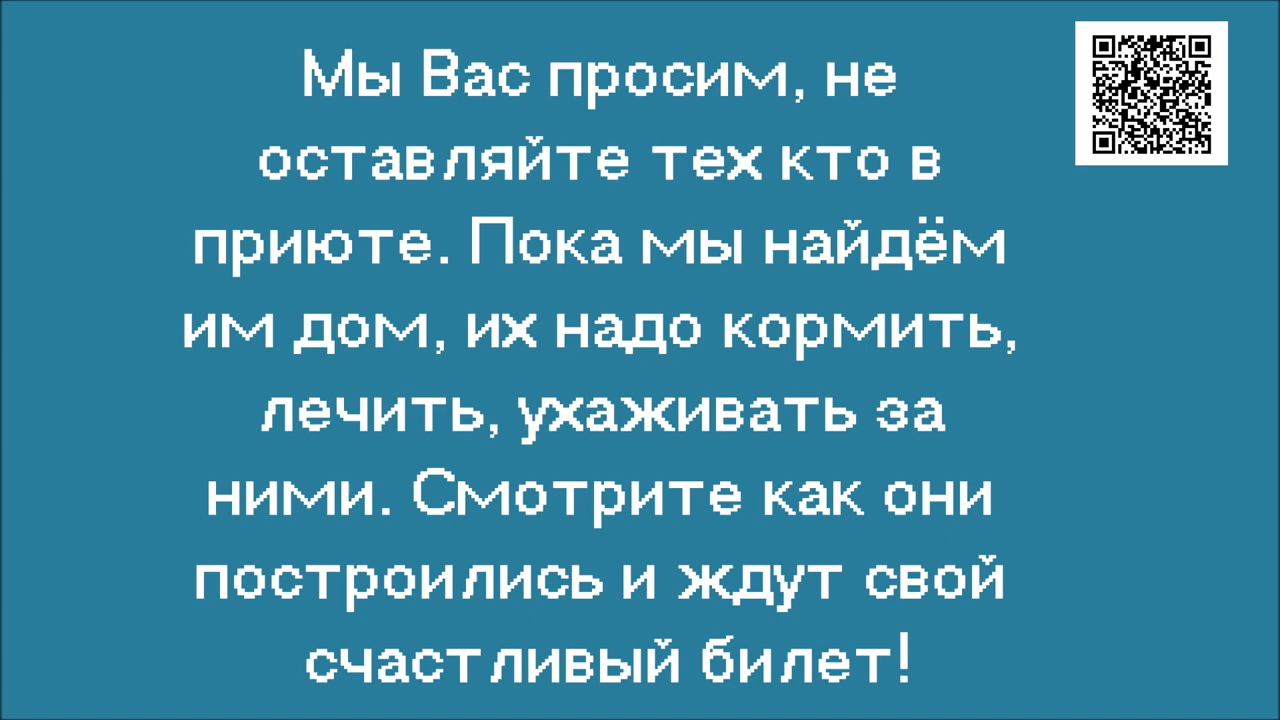 Мы Вас просим, не
оставляйте тех кто в
приюте. Пока мы найдём
им дом, их надо кормить,
лечить, ухаживать за
ними. Смотрите как они
построились и ждут свой
счастливый билет!